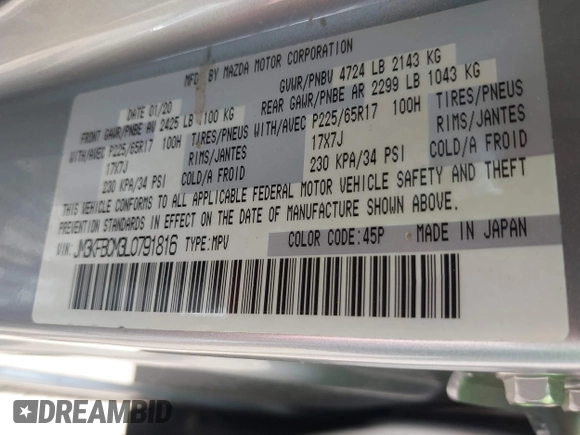 MFD BY MAZDA MOTOR CORPORATION
DATE 01/20 GVWR/PNBV 4724 LB 2143 KG
FRONT GAWR/PNBE AV 2425 LB 1100 KG REAR GAWR/PNBE AR 2299 LB 1043 KG
WITH/AVEC P225/65R17 100H TIRES/PNEUS WITH/AVEC P225/65R17 100H TIRES/PNEUS
17X7J RIMS/JANTES 17X7J RIMS/JANTES
230 KPA/34 PSI COLD/A FROID 230 KPA/34 PSI COLD/A FROID
THIS VEHICLE CONFORMS TO ALL APPLICABLE FEDERAL MOTOR VEHICLE SAFETY AND THEFT
PREVENTION STANDARDS IN EFFECT ON THE DATE OF MANUFACTURE SHOWN ABOVE.
VIN: JM3KFBCM3L0791816 TYPE:MPV COLOR CODE:45P MADE IN JAPAN
DREAMBID